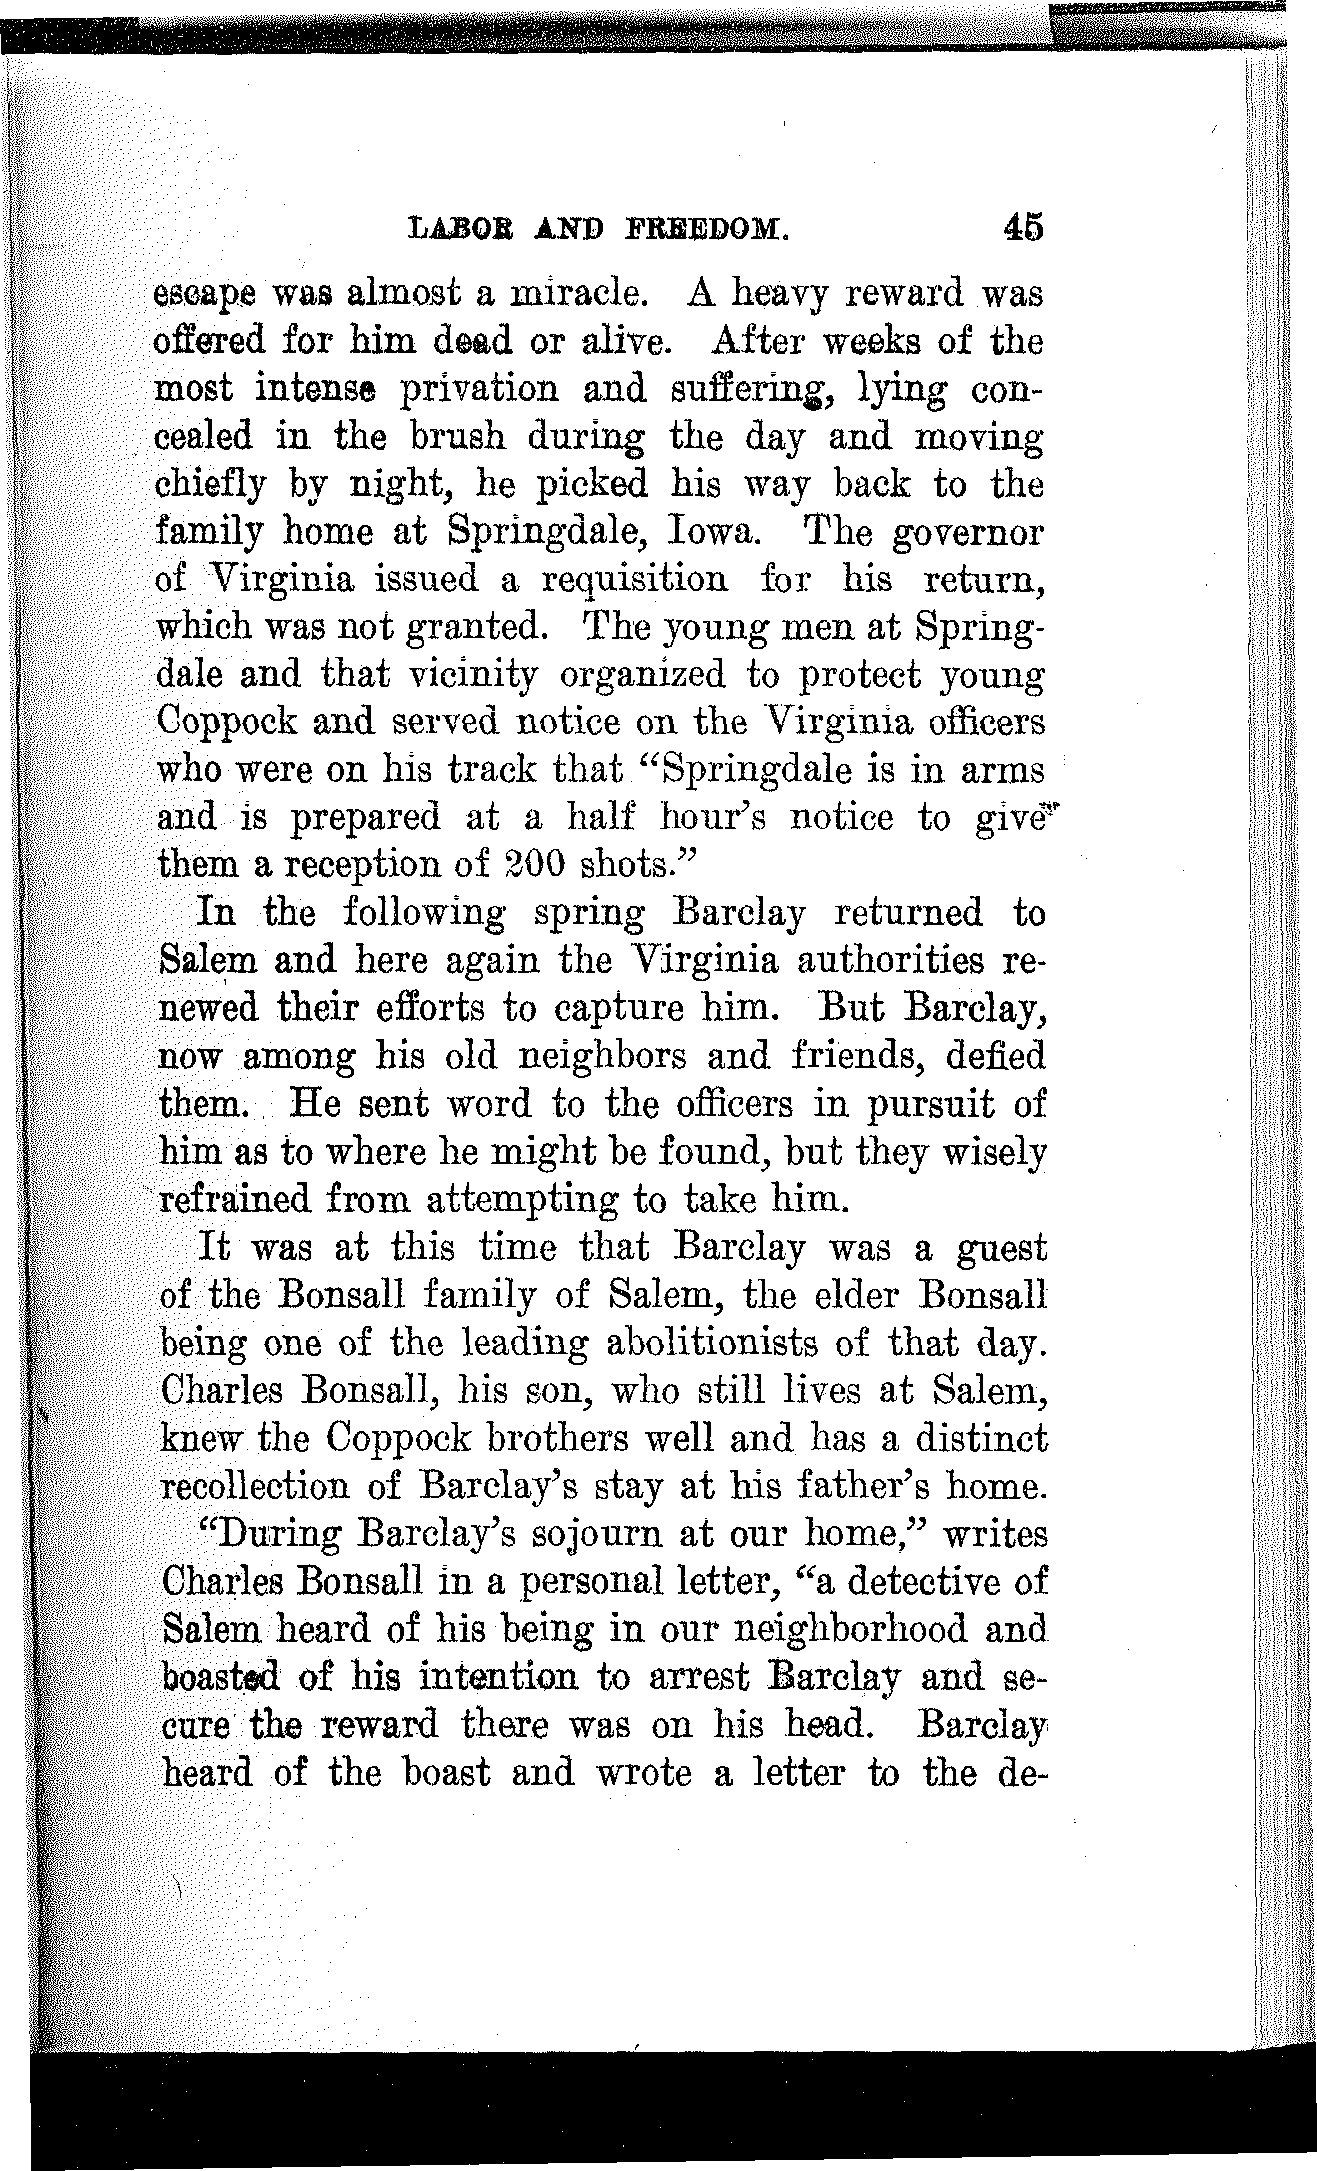 LABOR AND FREEDOM. 45
escape was almost a miracle. A heavy reward was
offered for him dead or alive. After weeks of the
most intense privation and suffering, lying con-
cealed in the brush during the day and moving
chiefly by night, he picked his way back to the
family home at Springdale, Iowa. The governor
of Virginia issued a requisition for his return,
which was not granted. The young men at Spring-
dale and that vicinity organized to protect young
Coppock and served notice on the Virginia officers
who were on his track that "Springdale is in arms
and is prepared at a half hour's notice to give
them a reception of 200 shots."
In the following spring Barclay returned to
Salem and here again the Virginia authorities re-
newed their efforts to capture him. But Barclay,
now among his old neighbors and friends, defied
them. He sent word to the officers in pursuit of
him as to where he might be found, but they wisely
refrained from attempting to take him.
It was at this time that Barclay was a guest
of the Bonsall family of Salem, the elder Bonsall
being one of the leading abolitionists of that day.
Charles Bonsall, his son, who still lives at Salem,
knew the Coppock brothers well and has a distinct
recollection of Barclay's stay at his father's home.
"During Barclay's sojourn at our home," writes
Charles Bonsall in a personal letter, "a detective of
Salem heard of his being in our neighborhood and
boasted of his intention to arrest Barclay and se-
cure the reward there was on his head. Barclay
heard of the boast and wrote a letter to the de-